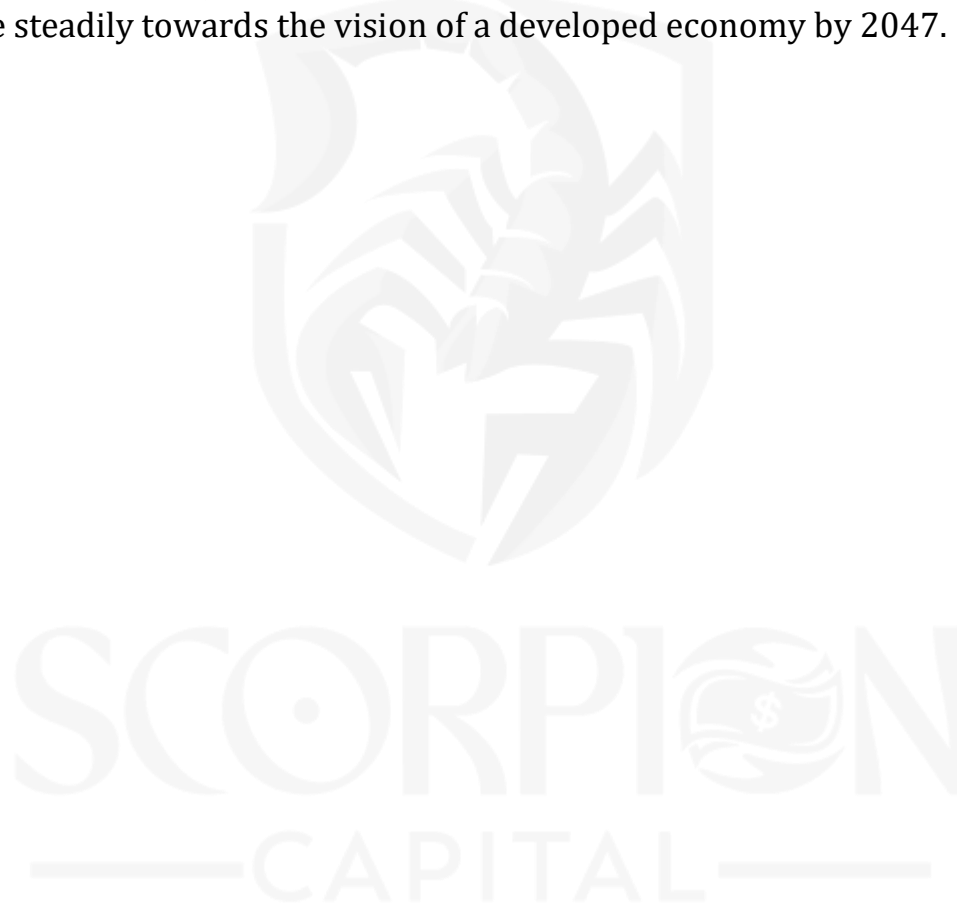 e steadily towards the vision of a developed economy by 2047.
SCORPION
$
CAPITAL